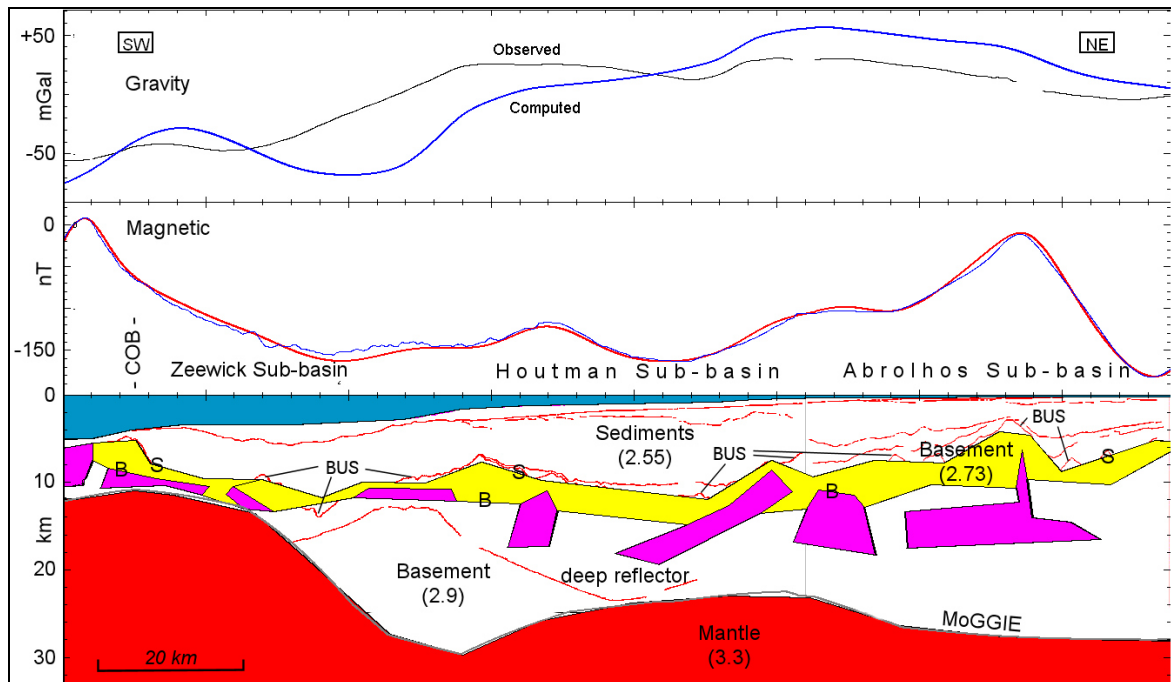 +50
SW
Observed
NE
mGal
Gravity
Computed
-50
0
Magnetic
nT
- COB -
-150
Zeewick Sub-basin
Houtman Sub-basin
Abrolhos Sub-basin
0
Sediments
(2.55)
BUS
BUS
Basement
(2.73)
S
B
S
BUS
S
BUS
B
B
10
km
20
Basement
(2.9)
deep reflector
MoGGIE
Mantle
(3.3)
20 km
30